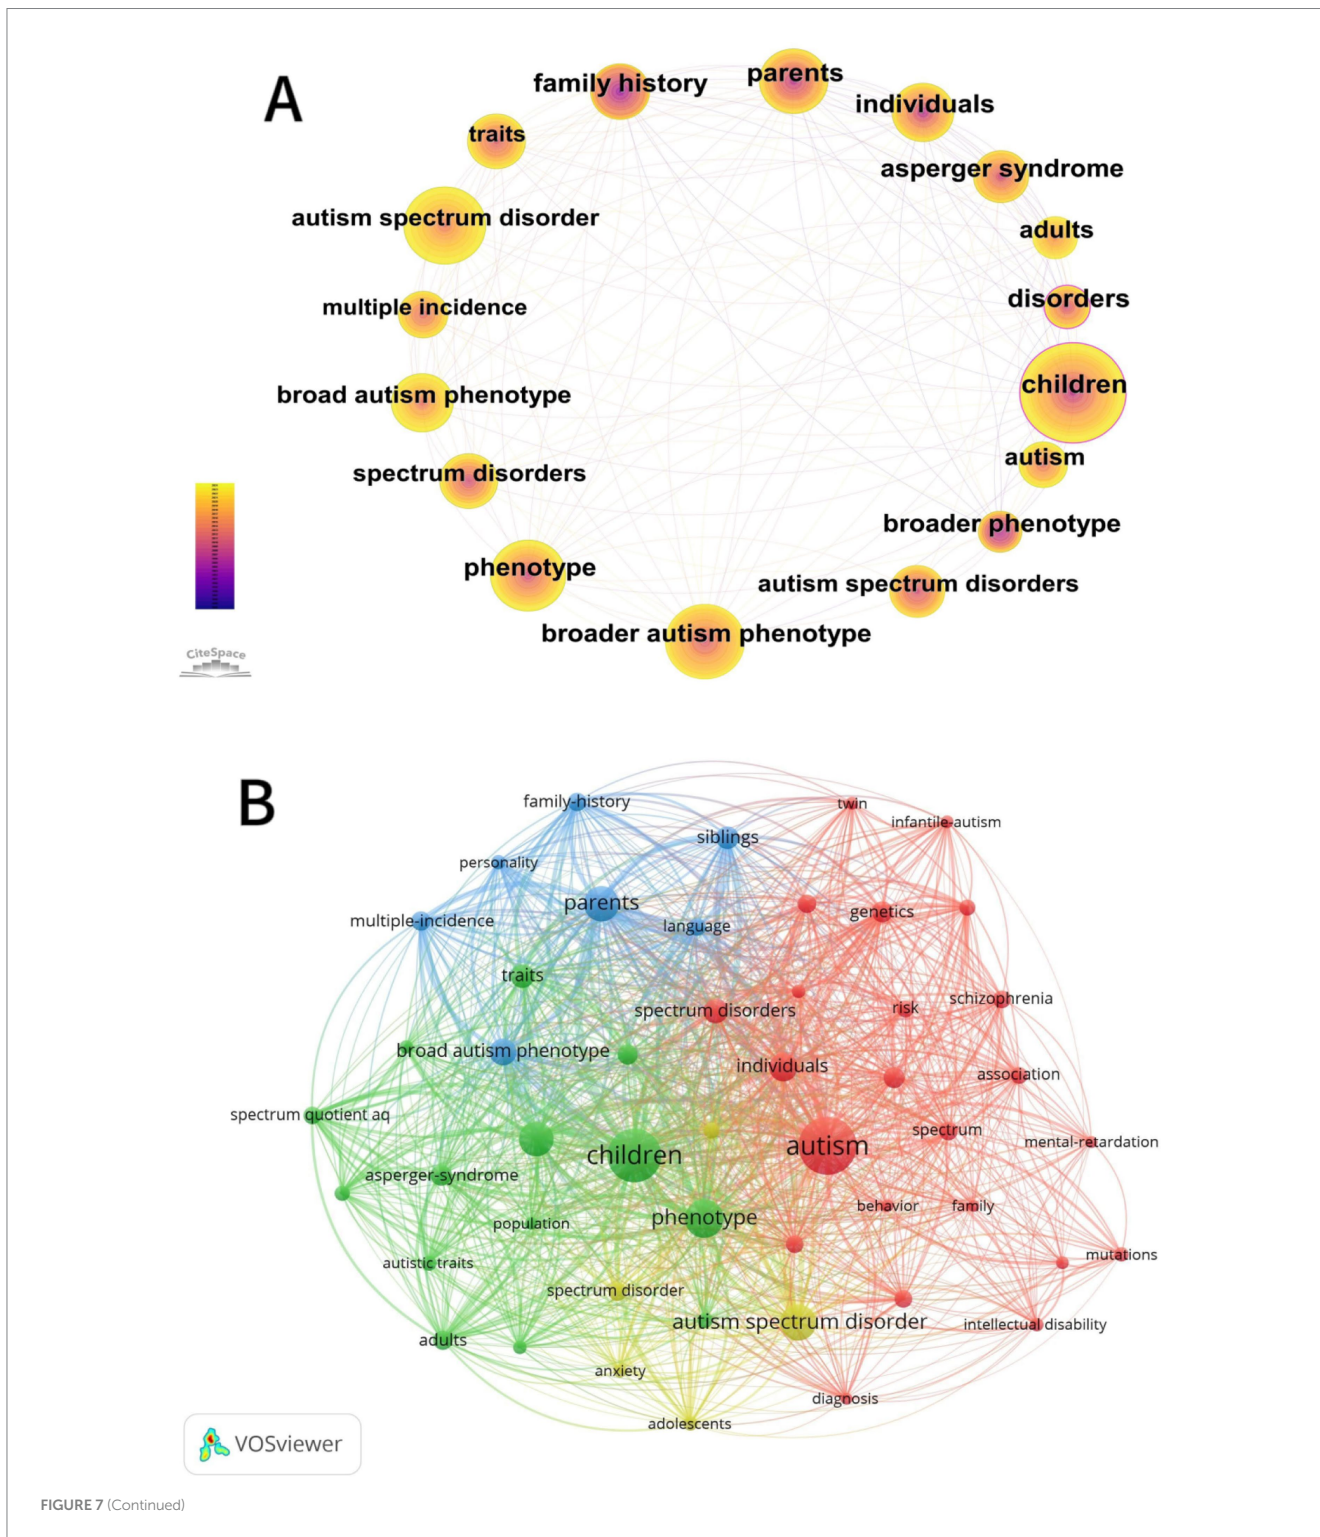 A
family history
parents
individuals
traits
asperger syndrome
autism spectrum disorder
adults
multiple incidence
disorders
children
broad autism phenotype
autism
spectrum disorders
broader phenotype
phenotype
autism spectrum disorders
broader autism phenotype
CiteSpace
B
family-history
twin
infantile-autism
siblings
personality
parents
genetics
multiple-incidence
language
traits
schizophrenia
spectrum disorders
risk
broad autism phenotype
individuals
association
spectrum quotient aq
spectrum
mental-retardation
children
autism
asperger-syndrome
behavior
family
phenotype
population
mutations
autistic traits
spectrum disorder
autism spectrum disorder
intellectual disability
adults
anxiety
diagnosis
adolescents
VOSviewer
FIGURE 7 (Continued)